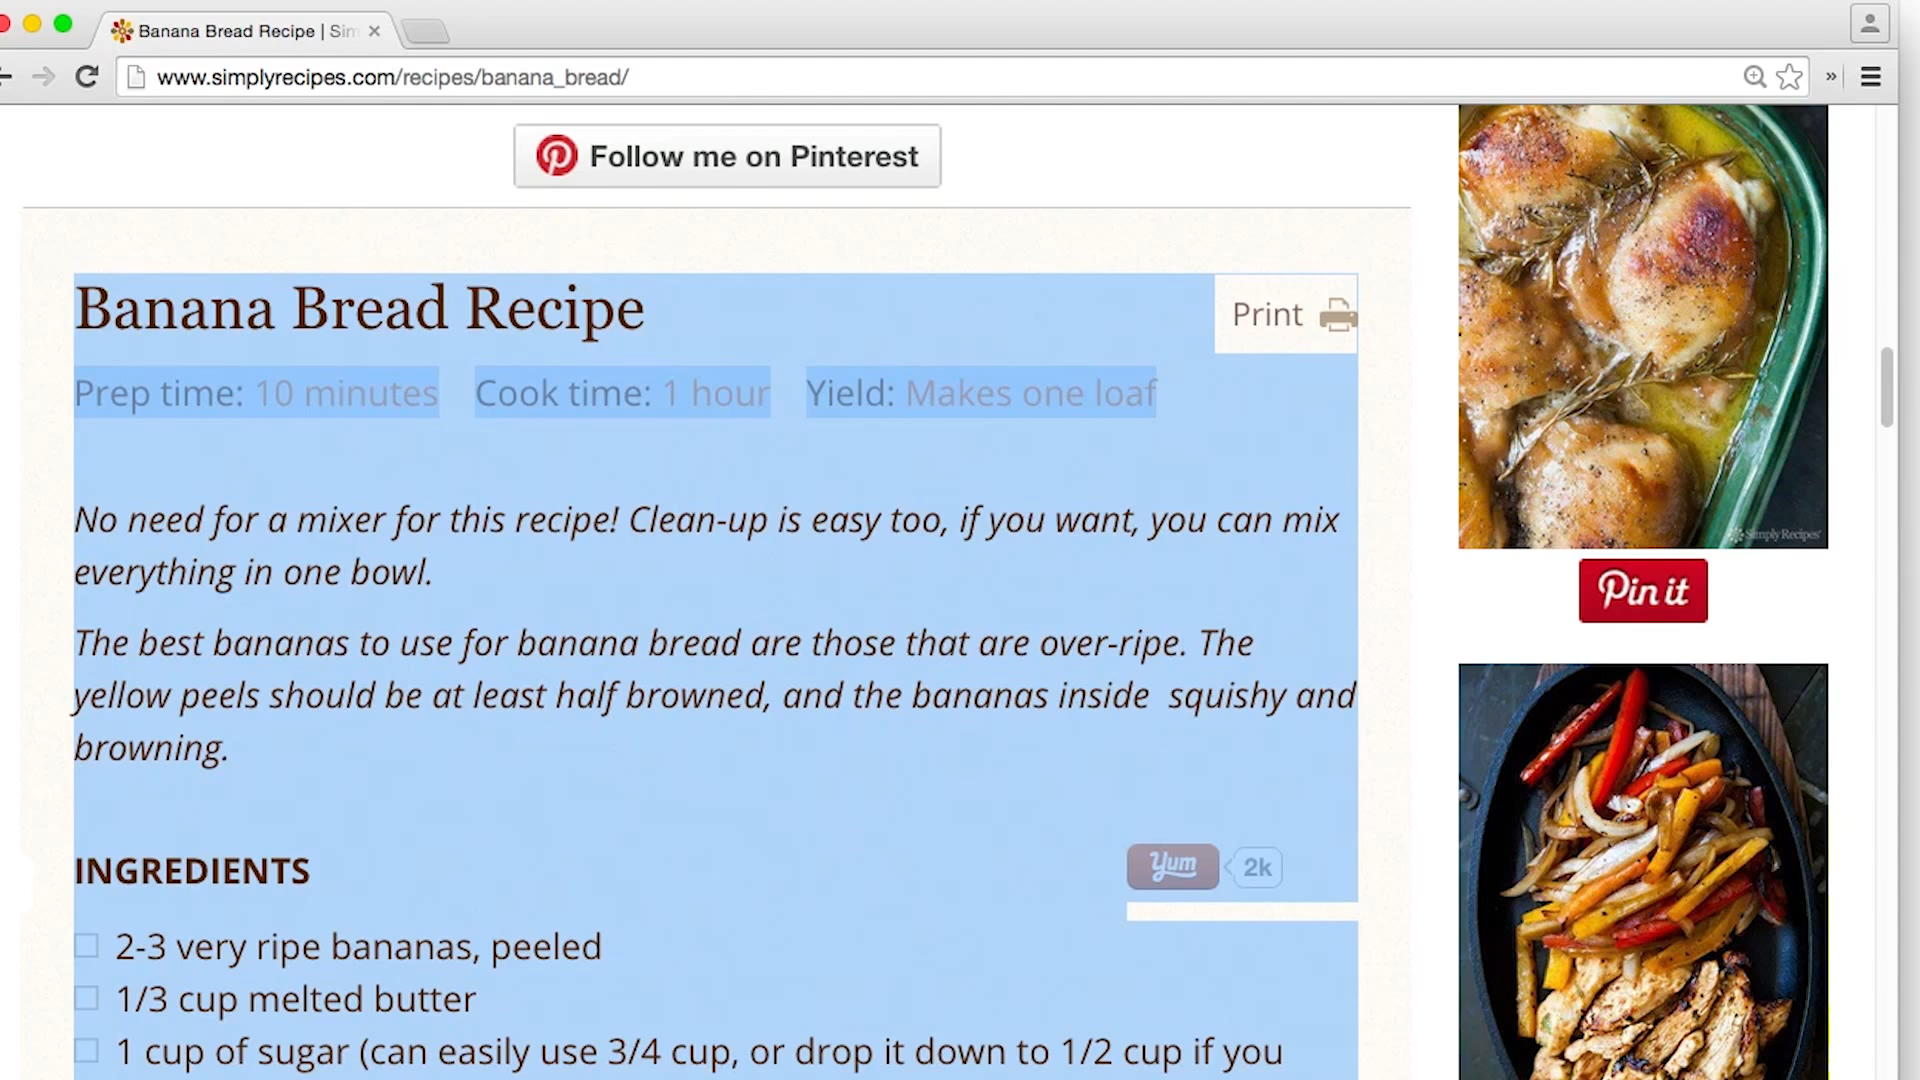 Banana Bread Recipe | Sim
www.simplyrecipes.com/recipes/banana_bread/
»
Follow me on Pinterest
Banana Bread Recipe
Print
Prep time: 10 minutes Cook time: 1 hour Yield: Makes one loaf
No need for a mixer for this recipe! Clean-up is easy too, if you want, you can mix
everything in one bowl.
The best bananas to use for banana bread are those that are over-ripe. The
yellow peels should be at least half browned, and the bananas inside squishy and
browning.
INGREDIENTS
Yum 2k
2-3 very ripe bananas, peeled
1/3 cup melted butter
1 cup of sugar (can easily use 3/4 cup, or drop it down to 1/2 cup if you
Simply Recipes
Pin it